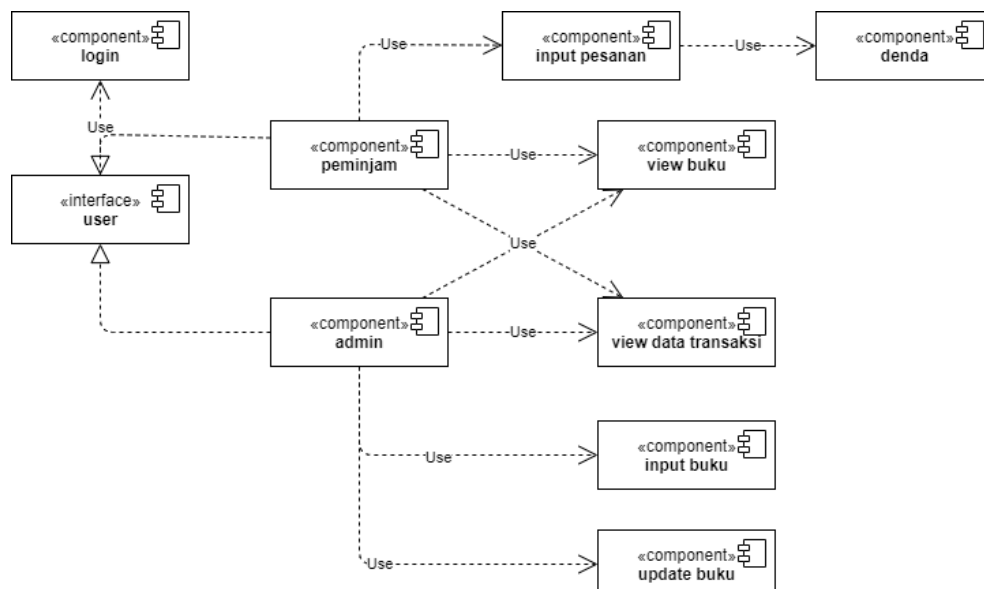 «component»
login
Use
«interface»
user
Use
«component»
input pesanan
Use
«component»
denda
«component»
peminjam
Use
«component»
view buku
Use
«component»
admin
Use
«component»
view data transaksi
Use
«component»
input buku
Use
«component»
update buku